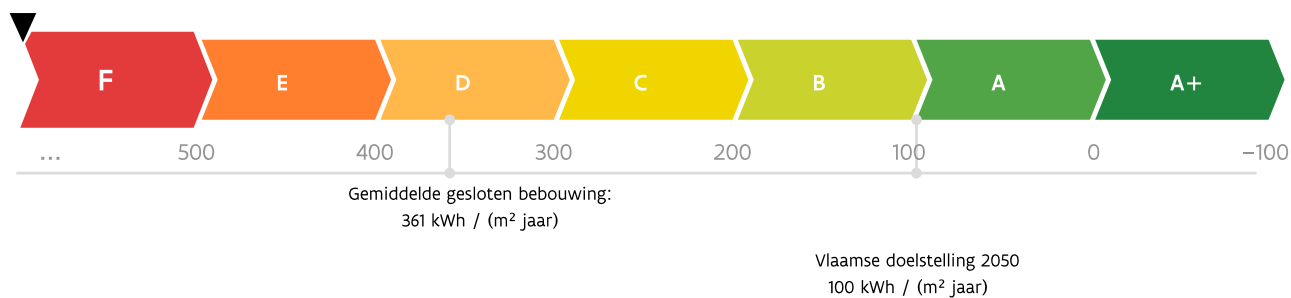 F E D C B A A+
... 500 400 300 200 100 0 –100
Gemiddelde gesloten bebouwing:
361 kWh / (m² jaar)
Vlaamse doelstelling 2050
100 kWh / (m² jaar)